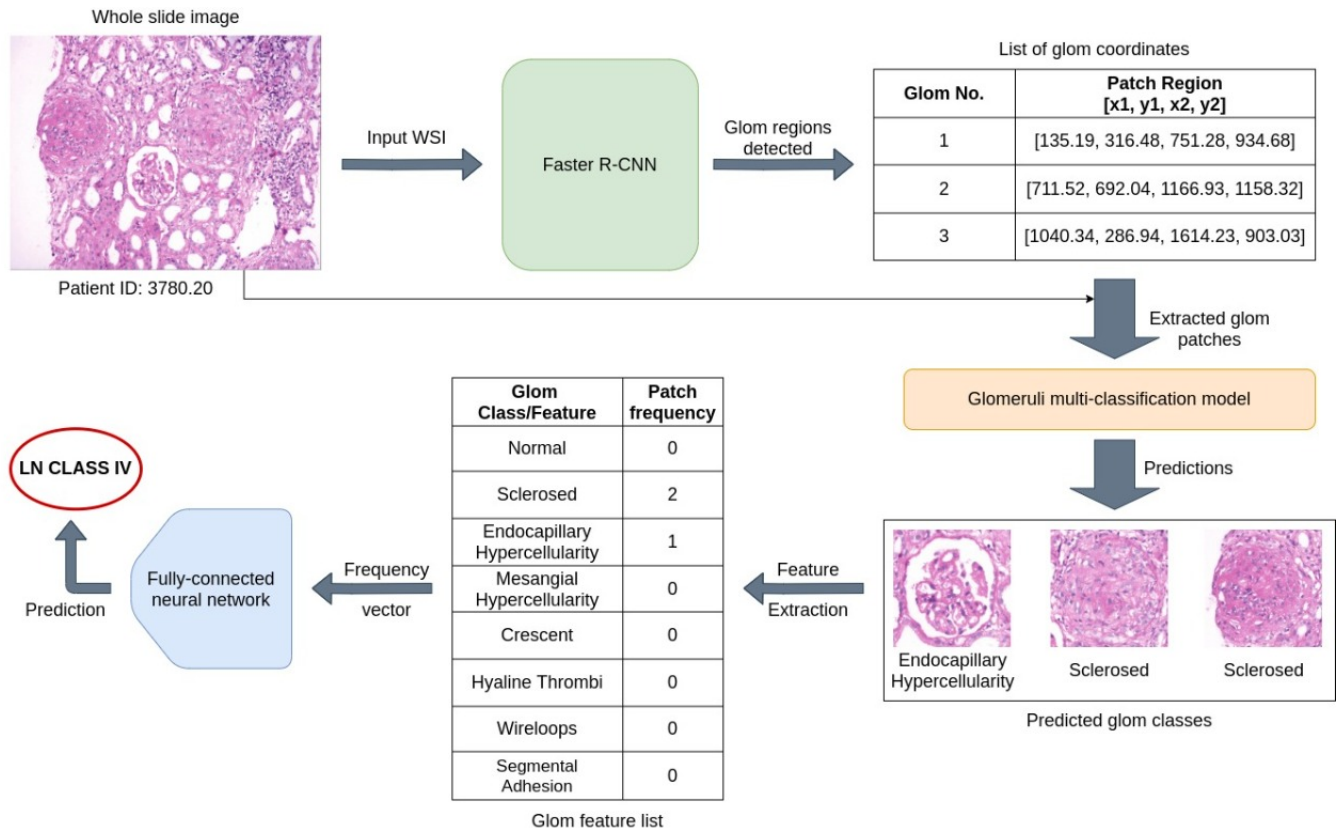 Whole slide image
Patient ID: 3780.20
Input WSI
Faster R-CNN
Glom regions
detected
List of glom coordinates
Glom No. Patch Region
[x1, y1, x2, y2]
1 [135.19, 316.48, 751.28, 934.68]
2 [711.52, 692.04, 1166.93, 1158.32]
3 [1040.34, 286.94, 1614.23, 903.03]
Extracted glom
patches
Glomeruli multi-classification model
Predictions
Endocapillary
Hypercellularity
Sclerosed
Sclerosed
Predicted glom classes
Feature
Extraction
Glom
Class/Feature
Patch
frequency
Normal 0
Sclerosed 2
Endocapillary
Hypercellularity 1
Mesangial
Hypercellularity 0
Crescent 0
Hyaline Thrombi 0
Wireloops 0
Segmental
Adhesion 0
Glom feature list
Frequency
vector
Fully-connected
neural network
Prediction
LN CLASS IV